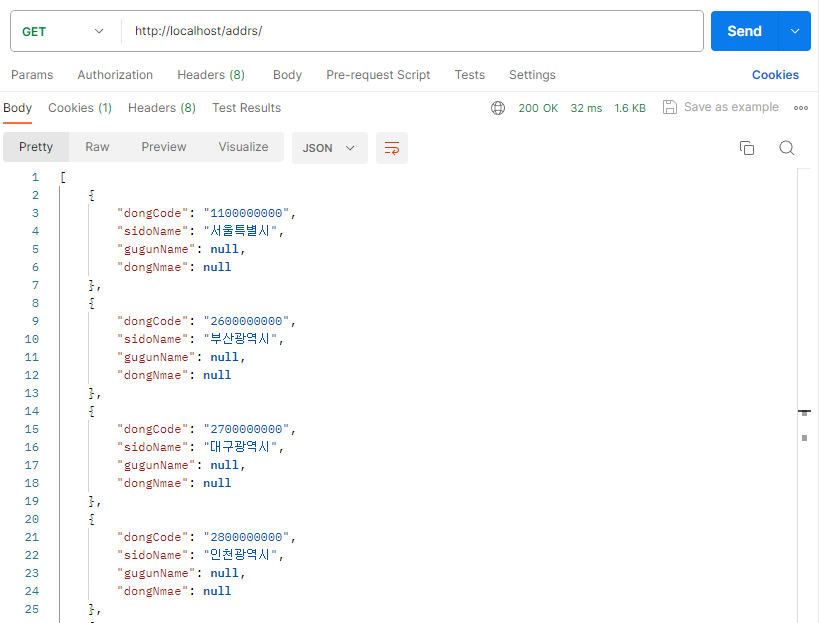 GET http://localhost/addrs/ Send
Params Authorization Headers (8) Body Pre-request Script Tests Settings Cookies
Body Cookies (1) Headers (8) Test Results 200 OK 32 ms 1.6 KB Save as example
Pretty Raw Preview Visualize JSON
1 [
2 {
3 "dongCode": "1100000000",
4 "sidoName": "서울특별시",
5 "gugunName": null,
6 "dongNmae": null
7 },
8 {
9 "dongCode": "2600000000",
10 "sidoName": "부산광역시",
11 "gugunName": null,
12 "dongNmae": null
13 },
14 {
15 "dongCode": "2700000000",
16 "sidoName": "대구광역시",
17 "gugunName": null,
18 "dongNmae": null
19 },
20 {
21 "dongCode": "2800000000",
22 "sidoName": "인천광역시",
23 "gugunName": null,
24 "dongNmae": null
25 },